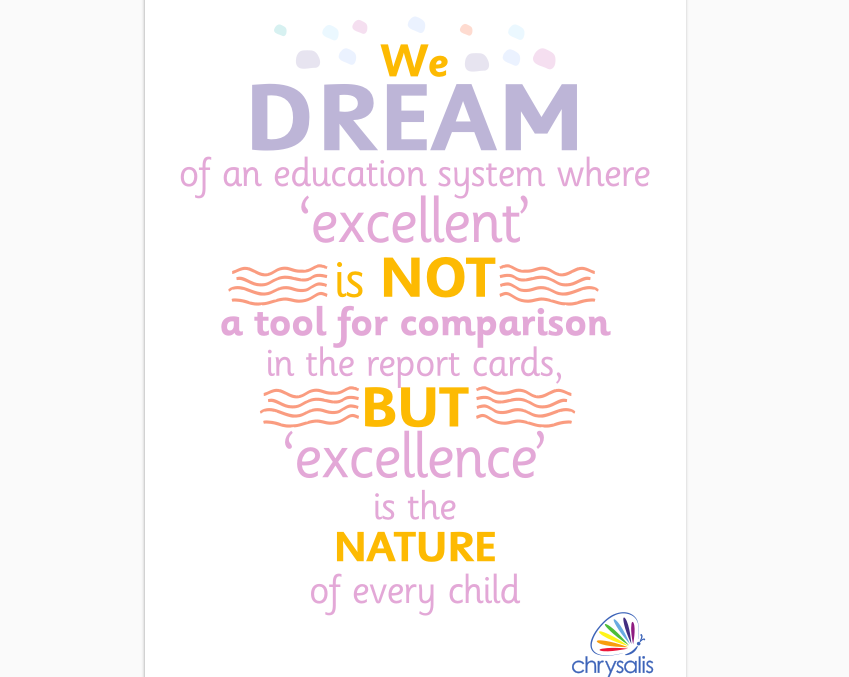 We
DREAM
of an education system where
‘excellent’
is NOT
a tool for comparison
in the report cards,
BUT
‘excellence’
is the
NATURE
of every child
chrysalis